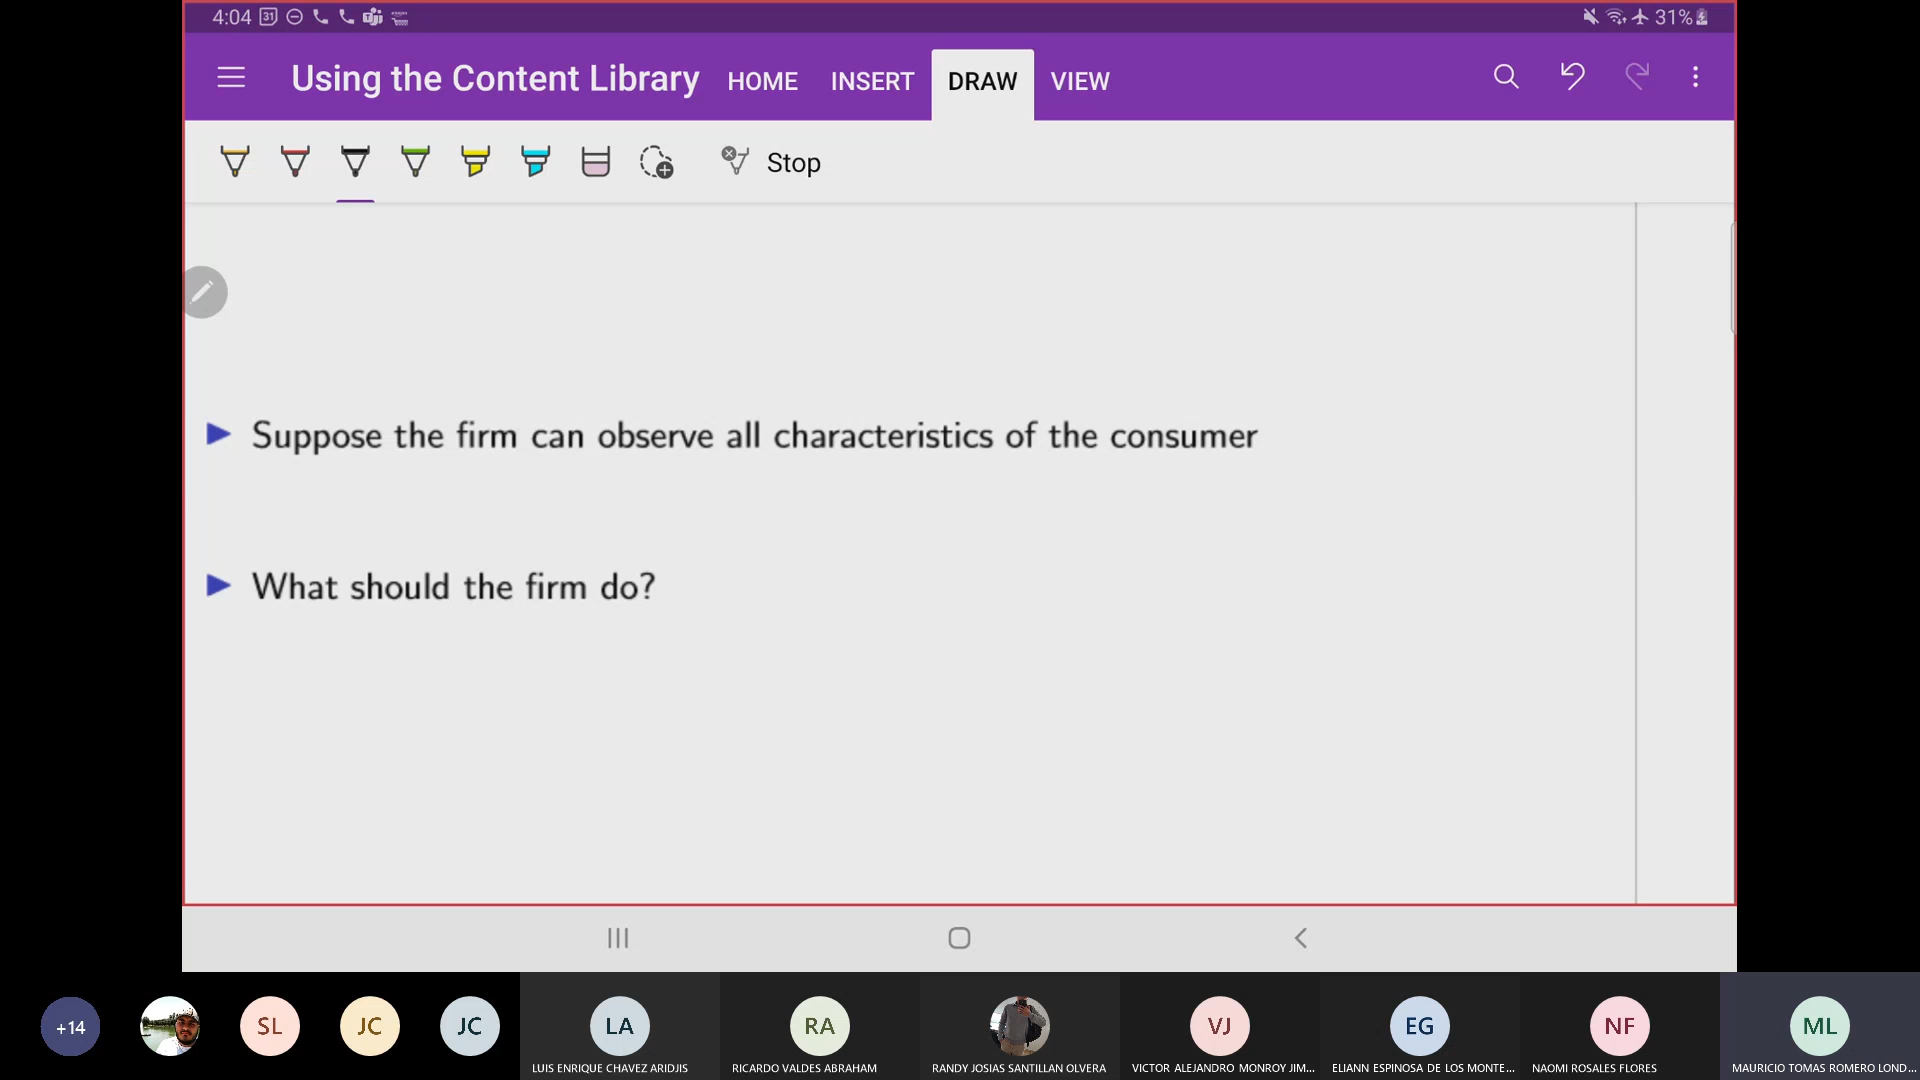 4:04 31 31%
Using the Content Library HOME INSERT DRAW VIEW
Stop
Suppose the firm can observe all characteristics of the consumer
What should the firm do?
+14 SL JC JC LA RA VJ EG NF ML
LUIS ENRIQUE CHAVEZ ARIDJIS RICARDO VALDES ABRAHAM RANDY JOSIAS SANTILLAN OLVERA VICTOR ALEJANDRO MONROY JIM... ELIANN ESPINOSA DE LOS MONTE... NAOMI ROSALES FLORES MAURICIO TOMAS ROMERO LOND...